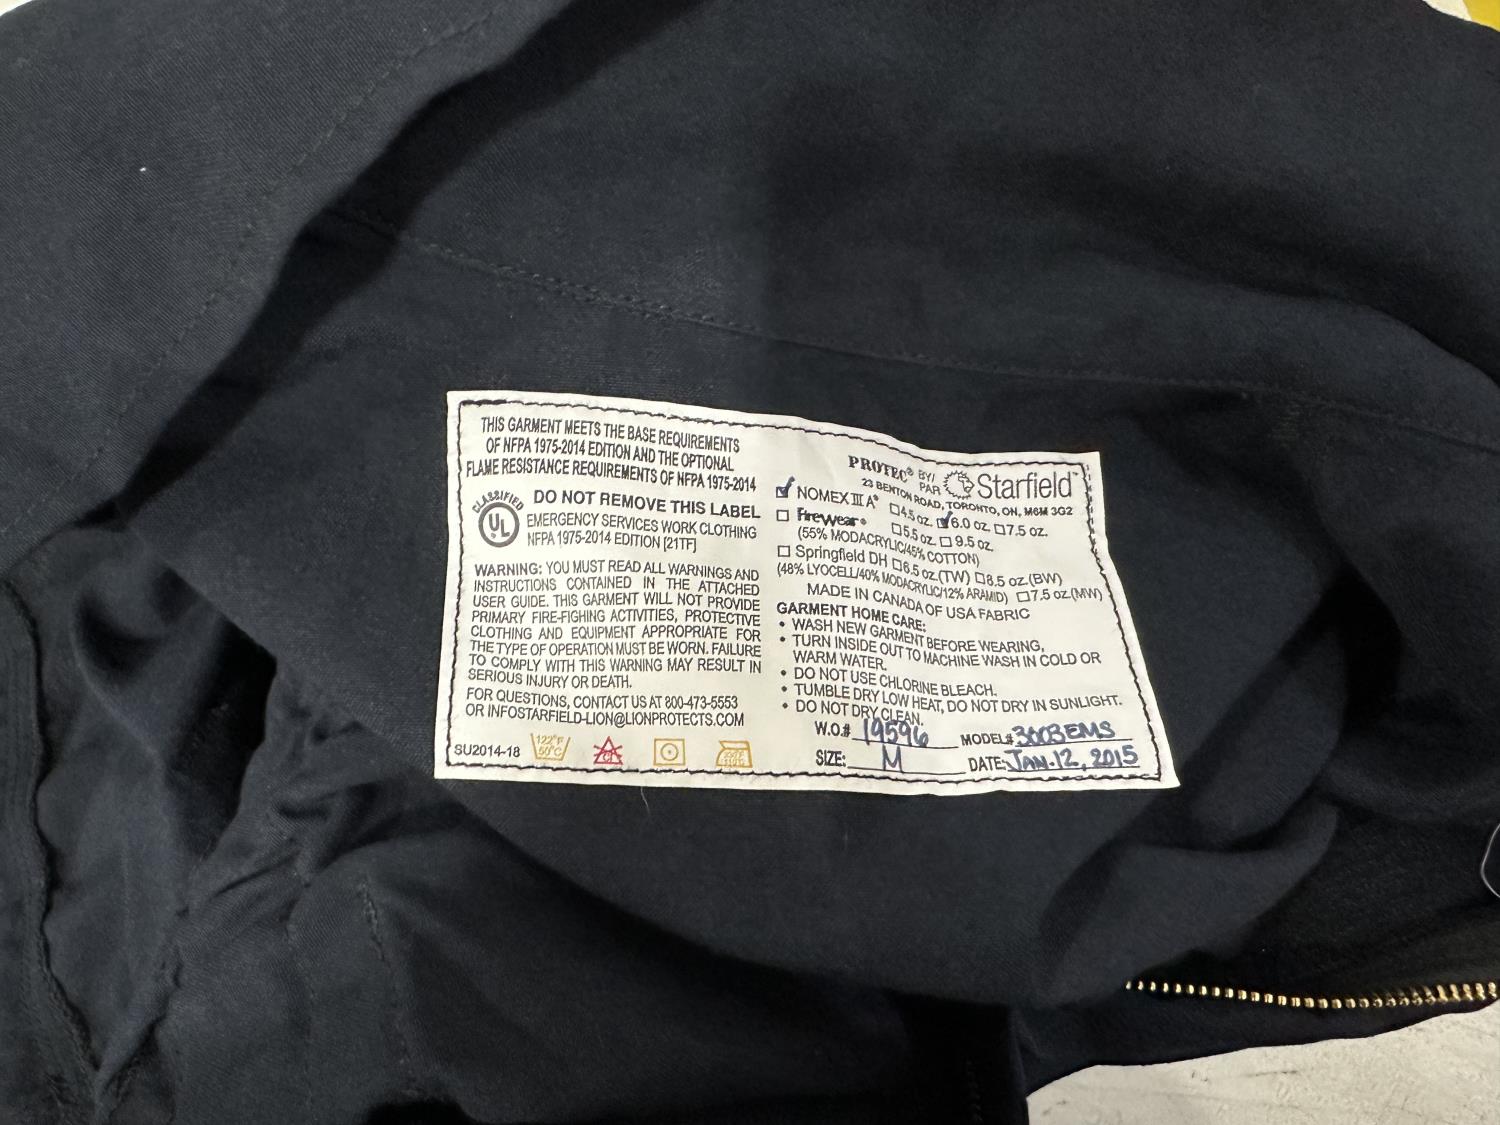 THIS GARMENT MEETS THE BASE REQUIREMENTS
OF NFPA 1975-2014 EDITION AND THE OPTIONAL
FLAME RESISTANCE REQUIREMENTS OF NFPA 1975-2014
CLASSIFIED
UL
DO NOT REMOVE THIS LABEL
EMERGENCY SERVICES WORK CLOTHING
NFPA 1975-2014 EDITION [21TF]
WARNING: YOU MUST READ ALL WARNINGS AND
INSTRUCTIONS CONTAINED IN THE ATTACHED
USER GUIDE. THIS GARMENT WILL NOT PROVIDE
PRIMARY FIRE-FIGHING ACTIVITIES, PROTECTIVE
CLOTHING AND EQUIPMENT APPROPRIATE FOR
THE TYPE OF OPERATION MUST BE WORN. FAILURE
TO COMPLY WITH THIS WARNING MAY RESULT IN
SERIOUS INJURY OR DEATH.
FOR QUESTIONS, CONTACT US AT 800-473-5553
OR INFOSTARFIELD-LION@LIONPROTECTS.COM
SU2014-18
122°F
50°C
CL
PROTEC® BY/
PAR Starfield™
23 BENTON ROAD, TORONTO, ON, M6M 3G2
☑ NOMEX III A® ☐4.5 oz. ☑6.0 oz. ☐7.5 oz.
☐ Firewear® ☐5.5 oz. ☐9.5 oz.
(55% MODACRYLIC/45% COTTON)
☐ Springfield DH ☐6.5 oz.(TW) ☐8.5 oz.(BW)
(48% LYOCELL/40% MODACRYLIC/12% ARAMID) ☐7.5 oz.(MW)
MADE IN CANADA OF USA FABRIC
GARMENT HOME CARE:
• WASH NEW GARMENT BEFORE WEARING,
• TURN INSIDE OUT TO MACHINE WASH IN COLD OR
WARM WATER.
• DO NOT USE CHLORINE BLEACH.
• TUMBLE DRY LOW HEAT, DO NOT DRY IN SUNLIGHT.
• DO NOT DRY CLEAN.
W.O.# 19596 MODEL# 3003EMS
SIZE: M DATE: JAN. 12, 2015